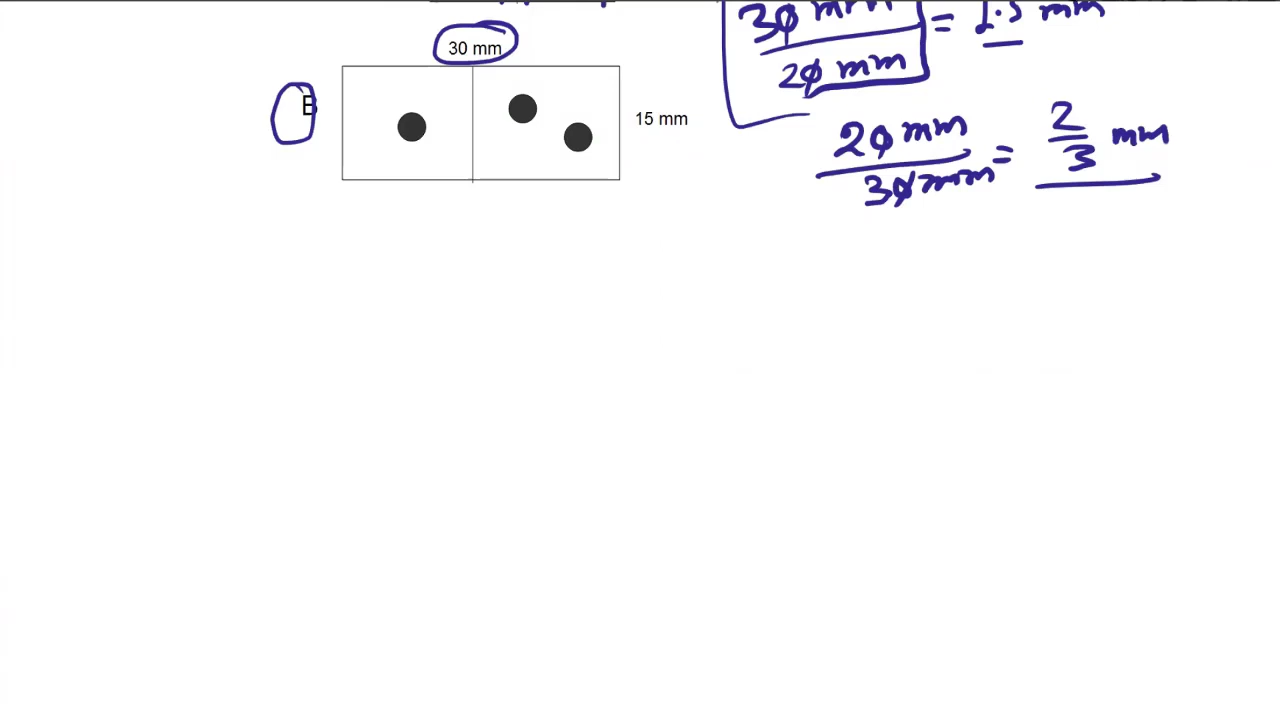 30 mm = 1.5 mm
20 mm
30 mm
B
15 mm
20 mm = 2/3 mm
30 mm